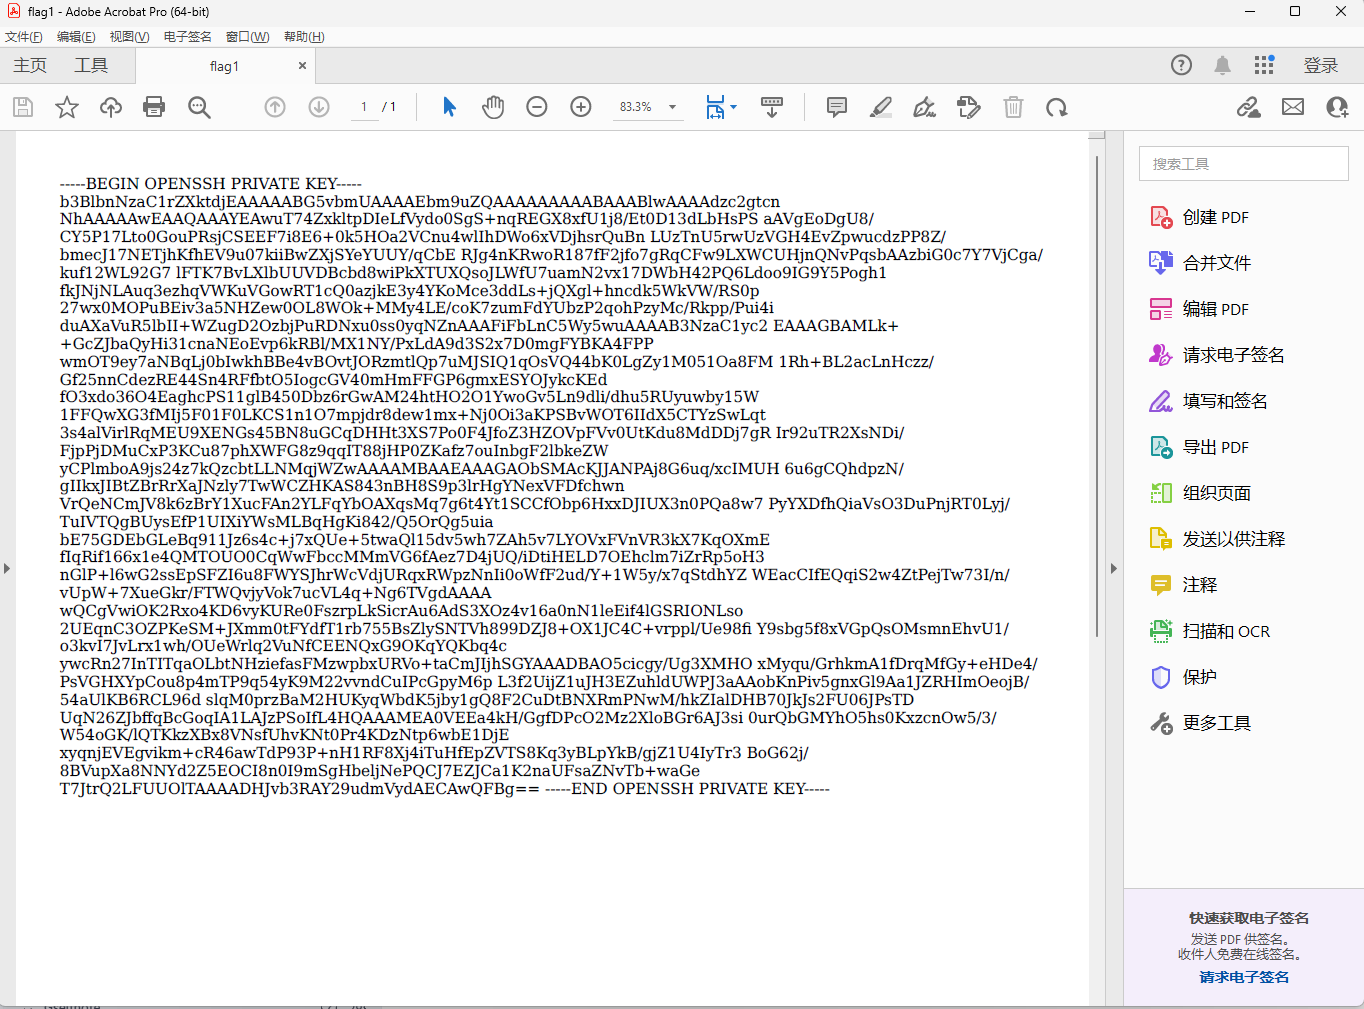 flag1 - Adobe Acrobat Pro (64-bit)
文件(F) 编辑(E) 视图(V) 电子签名 窗口(W) 帮助(H)
主页 工具 flag1 × 登录
1 / 1 83.3%
-----BEGIN OPENSSH PRIVATE KEY-----
b3BlbnNzaC1rZXktdjEAAAAABG5vbmUAAAAEbm9uZQAAAAAAAAABAAABlwAAAAdzc2gtcn
NhAAAAAwEAAQAAAYEAwuT74ZxkltpDIeLfVydo0SgS+nqREGX8xfU1j8/Et0D13dLbHsPS aAVgEoDgU8/
CY5P17Lto0GouPRsjCSEEF7i8E6+0k5HOa2VCnu4wlIhDWo6xVDjhsrQuBn LUzTnU5rwUzVGH4EvZpwucdzPP8Z/
bmecJ17NETjhKfhEV9u07kiiBwZXjSYeYUUY/qCbE RJg4nKRwoR187fF2jfo7gRqCFw9LXWCUHjnQNvPqsbAAzbiG0c7Y7VjCga/
kuf12WL92G7 lFTK7BvLXlbUUVDBcbd8wiPkXTUXQsoJLWfU7uamN2vx17DWbH42PQ6Ldoo9IG9Y5Pogh1
fkJNjNLAuq3ezhqVWKuVGowRT1cQ0azjkE3y4YKoMce3ddLs+jQXgl+hncdk5WkVW/RS0p
27wx0MOPuBEiv3a5NHZew0OL8WOk+MMy4LE/coK7zumFdYUbzP2qohPzyMc/Rkpp/Pui4i
duAXaVuR5lbII+WZugD2OzbjPuRDNxu0ss0yqNZnAAAFiFbLnC5Wy5wuAAAAB3NzaC1yc2 EAAAGBAMLk+
+GcZJbaQyHi31cnaNEoEvp6kRBl/MX1NY/PxLdA9d3S2x7D0mgFYBKA4FPP
wmOT9ey7aNBqLj0bIwkhBBe4vBOvtJORzmtlQp7uMJSIQ1qOsVQ44bK0LgZy1M051Oa8FM 1Rh+BL2acLnHczz/
Gf25nnCdezRE44Sn4RFfbtO5IogcGV40mHmFFGP6gmxESYOJykcKEd
fO3xdo36O4EaghcPS11glB450Dbz6rGwAM24htHO2O1YwoGv5Ln9dli/dhu5RUyuwby15W
1FFQwXG3fMIj5F01F0LKCS1n1O7mpjdr8dew1mx+Nj0Oi3aKPSBvWOT6IIdX5CTYzSwLqt
3s4alVirlRqMEU9XENGs45BN8uGCqDHHt3XS7Po0F4JfoZ3HZOVpFVv0UtKdu8MdDDj7gR Ir92uTR2XsNDi/
FjpPjDMuCxP3KCu87phXWFG8z9qqIT88jHP0ZKafz7ouInbgF2lbkeZW
yCPlmboA9js24z7kQzcbtLLNMqjWZwAAAAMBAAEAAAGAObSMAcKJJANPAj8G6uq/xcIMUH 6u6gCQhdpzN/
gIIkxJIBtZBrRrXaJNzly7TwWCZHKAS843nBH8S9p3lrHgYNexVFDfchwn
VrQeNCmJV8k6zBrY1XucFAn2YLFqYbOAXqsMq7g6t4Yt1SCCfObp6HxxDJIUX3n0PQa8w7 PyYXDfhQiaVsO3DuPnjRT0Lyj/
TuIVTQgBUysEfP1UIXiYWsMLBqHgKi842/Q5OrQg5uia
bE75GDEbGLeBq911Jz6s4c+j7xQUe+5twaQl15dv5wh7ZAh5v7LYOVxFVnVR3kX7KqOXmE
fIqRif166x1e4QMTOUO0CqWwFbccMMmVG6fAez7D4jUQ/iDtiHELD7OEhclm7iZrRp5oH3
nGlP+l6wG2ssEpSFZI6u8FWYSJhrWcVdjURqxRWpzNnIi0oWfF2ud/Y+1W5y/x7qStdhYZ WEacCIfEQqiS2w4ZtPejTw73I/n/
vUpW+7XueGkr/FTWQvjyVok7ucVL4q+Ng6TVgdAAAA
wQCgVwiOK2Rxo4KD6vyKURe0FszrpLkSicrAu6AdS3XOz4v16a0nN1leEif4lGSRIONLso
2UEqnC3OZPKeSM+JXmm0tFYdfT1rb755BsZlySNTVh899DZJ8+OX1JC4C+vrppl/Ue98fi Y9sbg5f8xVGpQsOMsmnEhvU1/
o3kvI7JvLrx1wh/OUeWrlq2VuNfCEENQxG9OKqYQKbq4c
ywcRn27InTITqaOLbtNHziefasFMzwpbxURVo+taCmJIjhSGYAAADBAO5cicgy/Ug3XMHO xMyqu/GrhkmA1fDrqMfGy+eHDe4/
PsVGHXYpCou8p4mTP9q54yK9M22vvndCuIPcGpyM6p L3f2UijZ1uJH3EZuhldUWPJ3aAAobKnPiv5gnxGl9Aa1JZRHImOeojB/
54aUlKB6RCL96d slqM0przBaM2HUKyqWbdK5jby1gQ8F2CuDtBNXRmPNwM/hkZIalDHB70JkJs2FU06JPsTD
UqN26ZJbffqBcGoqIA1LAJzPSoIfL4HQAAAMEA0VEEa4kH/GgfDPcO2Mz2XloBGr6AJ3si 0urQbGMYhO5hs0KxzcnOw5/3/
W54oGK/lQTKkzXBx8VNsfUhvKNt0Pr4KDzNtp6wbE1DjE
xyqnjEVEgvikm+cR46awTdP93P+nH1RF8Xj4iTuHfEpZVTS8Kq3yBLpYkB/gjZ1U4IyTr3 BoG62j/
8BVupXa8NNYd2Z5EOCI8n0I9mSgHbeljNePQCJ7EZJCa1K2naUFsaZNvTb+waGe
T7JtrQ2LFUUOlTAAAADHJvb3RAY29udmVydAECAwQFBg== -----END OPENSSH PRIVATE KEY-----
搜索工具
创建 PDF
合并文件
编辑 PDF
请求电子签名
填写和签名
导出 PDF
组织页面
发送以供注释
注释
扫描和 OCR
保护
更多工具
快速获取电子签名
发送 PDF 供签名。
收件人免费在线签名。
请求电子签名